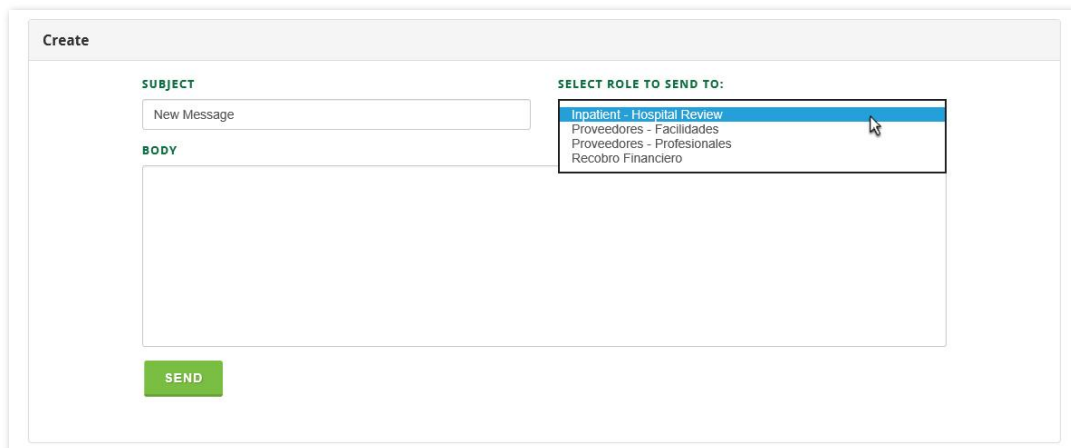 Create
SUBJECT
SELECT ROLE TO SEND TO:
New Message
Inpatient - Hospital Review
Proveedores - Facilidades
Proveedores - Profesionales
Recobro Financiero
BODY
SEND